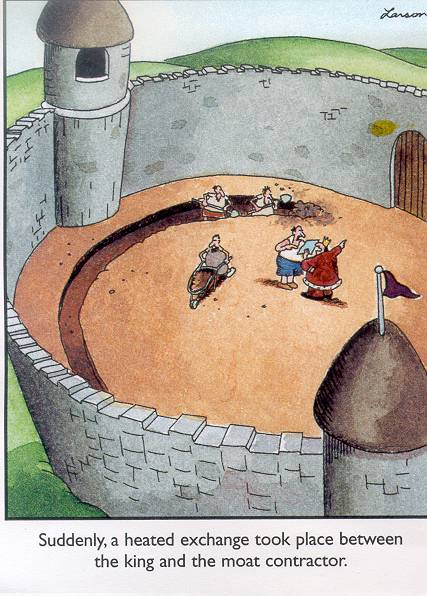 Larson
Suddenly, a heated exchange took place between
the king and the moat contractor.